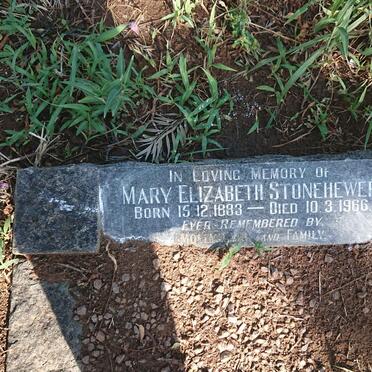 IN LOVING MEMORY OF
MARY ELIZABETH STONEHEWER
BORN 15.12.1883 — DIED 10.3.1966
EVER REMEMBERED BY
AND FAMILY